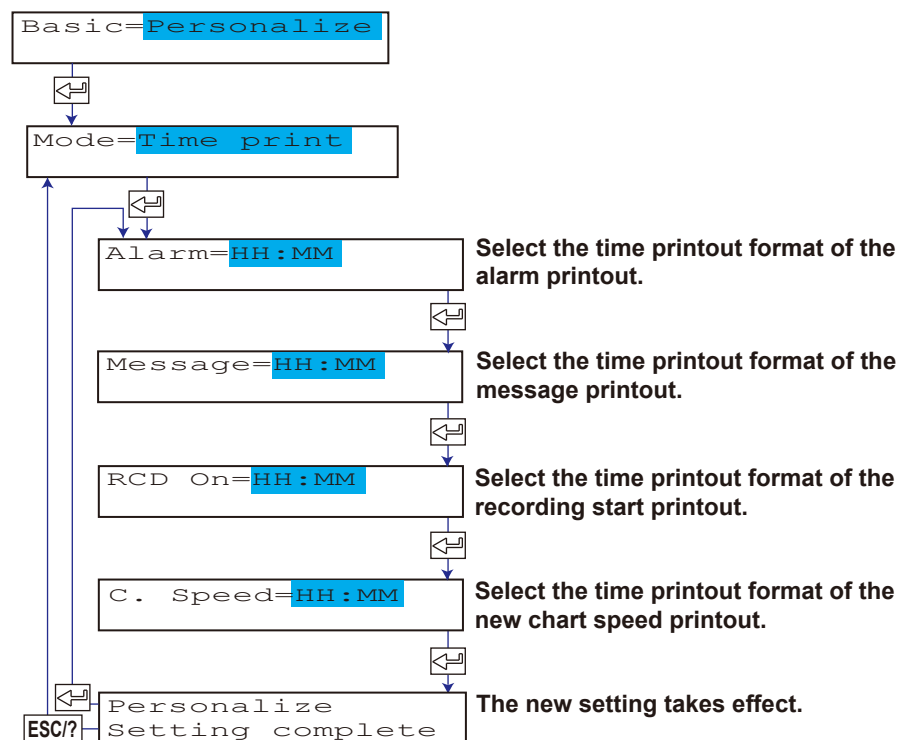 Basic=Personalize
Mode=Time print
Alarm=HH:MM
Select the time printout format of the
alarm printout.
Message=HH:MM
Select the time printout format of the
message printout.
RCD On=HH:MM
Select the time printout format of the
recording start printout.
C. Speed=HH:MM
Select the time printout format of the
new chart speed printout.
Personalize
Setting complete
The new setting takes effect.
ESC/?